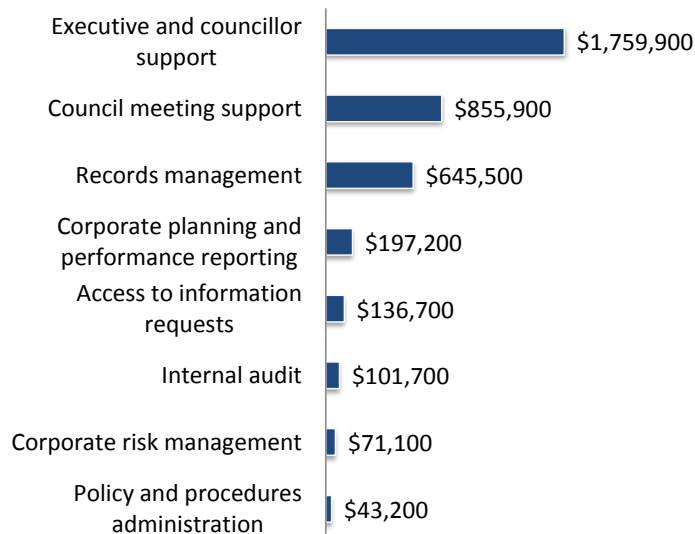 Executive and councillor
support
$1,759,900
Council meeting support
$855,900
Records management
$645,500
Corporate planning and
performance reporting
$197,200
Access to information
requests
$136,700
Internal audit
$101,700
Corporate risk management
$71,100
Policy and procedures
administration
$43,200